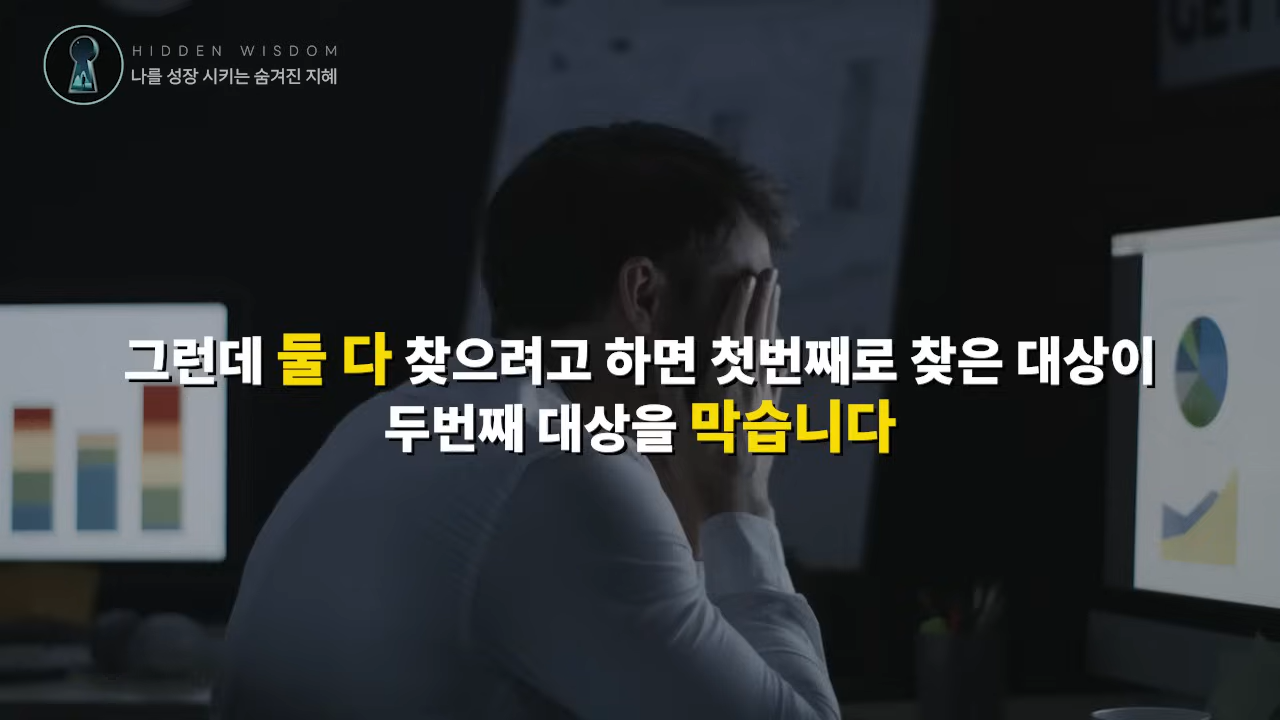 HIDDEN WISDOM
나를 성장 시키는 숨겨진 지혜
그런데 둘 다 찾으려고 하면 첫번째로 찾은 대상이
두번째 대상을 막습니다